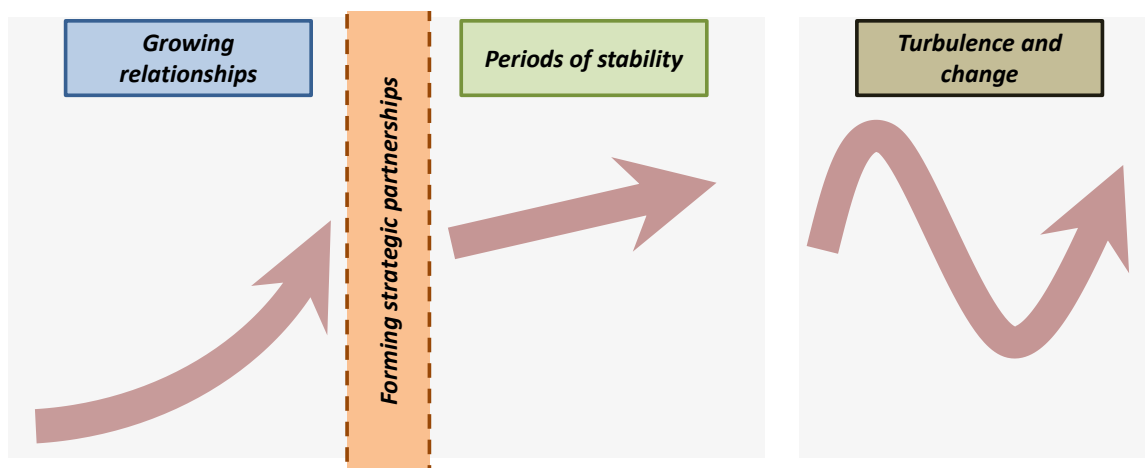 Growing
relationships
Forming strategic partnerships
Periods of stability
Turbulence and
change